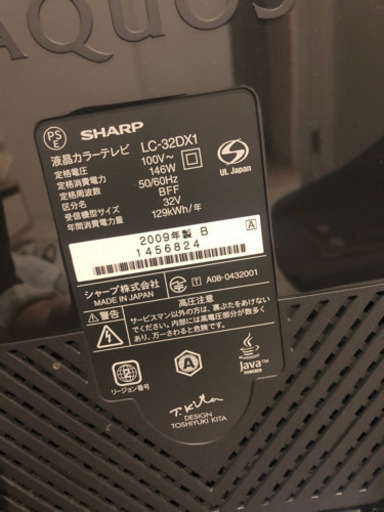 AQUOS
PS
E
SHARP
液晶カラーテレビ LC-32DX1
定格電圧 100V～
定格消費電力 146W
定格周波数 50/60Hz
区分名 BFF
受信機型サイズ 32V
年間消費電力量 129kWh/年
UL Japan
2009年製 B
A
1456824
シャープ株式会社
MADE IN JAPAN
T A08-0432001
高圧注意
警告
サービスマン以外の方は、裏ぶたをあけない
でください。内部には高電圧部分が数多く
あり、万一さわると危険です。
2
リージョン番号
A
Java
POWERED
T. Kita
DESIGN
TOSHIYUKI KITA